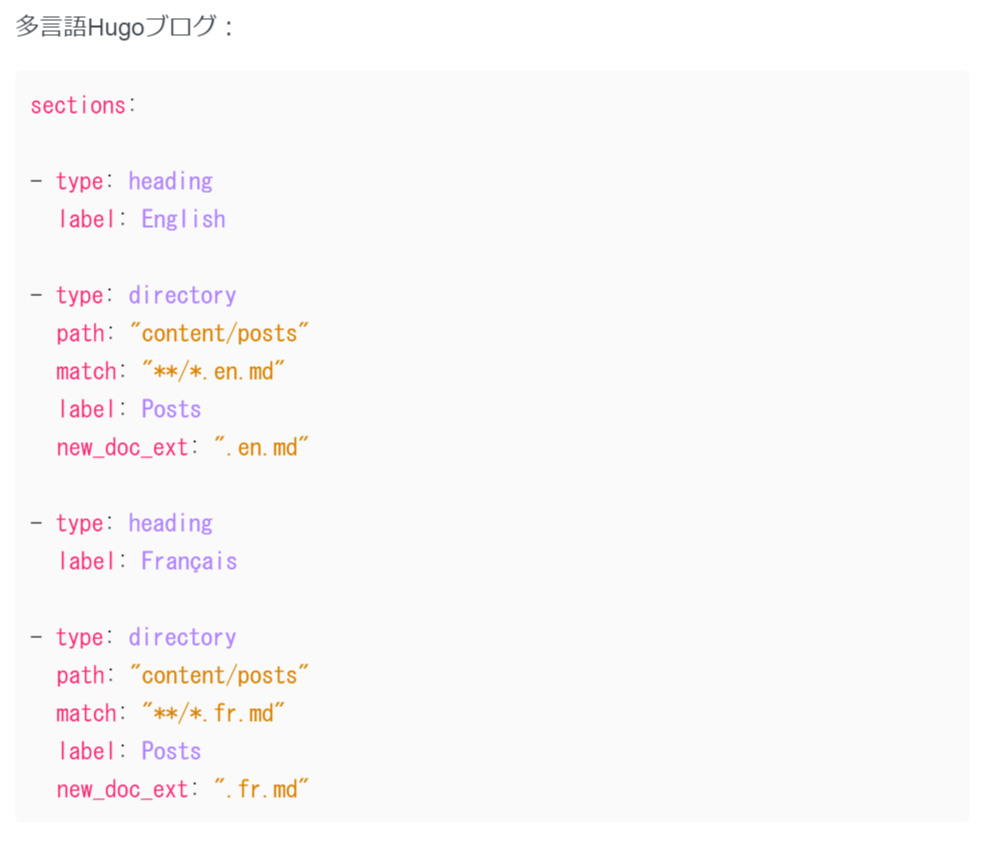 多言語Hugoブログ：
sections:
- type: heading
  label: English
- type: directory
  path: "content/posts"
  match: "**/*.en.md"
  label: Posts
  new_doc_ext: ".en.md"
- type: heading
  label: Français
- type: directory
  path: "content/posts"
  match: "**/*.fr.md"
  label: Posts
  new_doc_ext: ".fr.md"